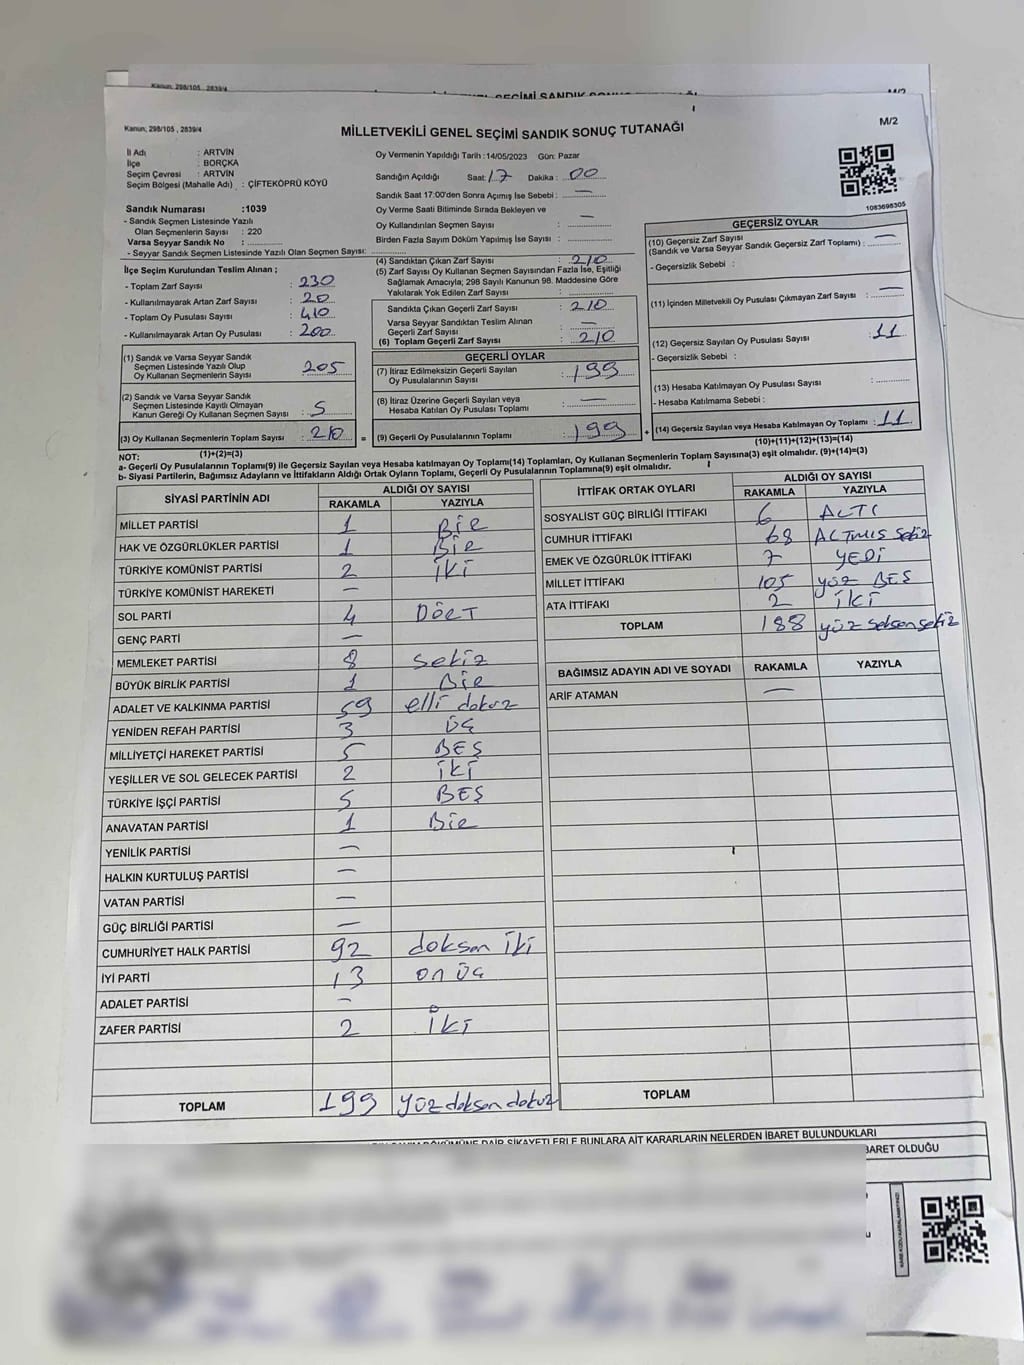 Kanun; 298/105 , 2839/4
M/2
MİLLETVEKİLİ GENEL SEÇİMİ SANDIK SONUÇ TUTANAĞI
M/2
Kanun; 298/105 , 2839/4
İl Adı : ARTVİN
İlçe : BORÇKA
Seçim Çevresi : ARTVİN
Seçim Bölgesi (Mahalle Adı) : ÇİFTEKÖPRÜ KÖYÜ
Sandık Numarası :1039
- Sandık Seçmen Listesinde Yazılı
Olan Seçmenlerin Sayısı : 220
Varsa Seyyar Sandık No :
- Seyyar Sandık Seçmen Listesinde Yazılı Olan Seçmen Sayısı:
Oy Vermenin Yapıldığı Tarih :14/05/2023 Gün: Pazar
Sandığın Açıldığı Saat: 17 Dakika : 00
Sandık Saat 17:00'den Sonra Açılmış İse Sebebi : —
Oy Verme Saati Bitiminde Sırada Bekleyen ve
Oy Kullandırılan Seçmen Sayısı : —
Birden Fazla Sayım Döküm Yapılmış İse Sayısı :
1083698305
İlçe Seçim Kurulundan Teslim Alınan ;
- Toplam Zarf Sayısı : 230
- Kullanılmayarak Artan Zarf Sayısı : 20
- Toplam Oy Pusulası Sayısı : 410
- Kullanılmayarak Artan Oy Pusulası : 200
(1) Sandık ve Varsa Seyyar Sandık
Seçmen Listesinde Yazılı Olup
Oy Kullanan Seçmenlerin Sayısı : 205
(2) Sandık ve Varsa Seyyar Sandık
Seçmen Listesinde Kayıtlı Olmayan
Kanun Gereği Oy Kullanan Seçmen Sayısı : 5
(3) Oy Kullanan Seçmenlerin Toplam Sayısı : 210
(1)+(2)=(3)
(4) Sandıktan Çıkan Zarf Sayısı : 210
(5) Zarf Sayısı Oy Kullanan Seçmen Sayısından Fazla İse, Eşitliği
Sağlamak Amacıyla; 298 Sayılı Kanunun 98. Maddesine Göre
Yakılarak Yok Edilen Zarf Sayısı :
Sandıkta Çıkan Geçerli Zarf Sayısı : 210
Varsa Seyyar Sandıktan Teslim Alınan
Geçerli Zarf Sayısı : —
(6) Toplam Geçerli Zarf Sayısı : 210
GEÇERLİ OYLAR
(7) İtiraz Edilmeksizin Geçerli Sayılan
Oy Pusulalarının Sayısı : 199
(8) İtiraz Üzerine Geçerli Sayılan veya
Hesaba Katılan Oy Pusulası Toplamı : —
= (9) Geçerli Oy Pusulalarının Toplamı : 199 +
GEÇERSİZ OYLAR
(10) Geçersiz Zarf Sayısı
(Sandık ve Varsa Seyyar Sandık Geçersiz Zarf Toplamı) : —
- Geçersizlik Sebebi :
(11) İçinden Milletvekili Oy Pusulası Çıkmayan Zarf Sayısı : —
(12) Geçersiz Sayılan Oy Pusulası Sayısı : 11
- Geçersizlik Sebebi :
(13) Hesaba Katılmayan Oy Pusulası Sayısı :
- Hesaba Katılmama Sebebi :
(14) Geçersiz Sayılan veya Hesaba Katılmayan Oy Toplamı : 11
(10)+(11)+(12)+(13)=(14)
NOT:
a- Geçerli Oy Pusulalarının Toplamı(9) ile Geçersiz Sayılan veya Hesaba katılmayan Oy Toplamı(14) Toplamları, Oy Kullanan Seçmenlerin Toplam Sayısına(3) eşit olmalıdır. (9)+(14)=(3)
b- Siyasi Partilerin, Bağımsız Adayların ve İttifakların Aldığı Ortak Oyların Toplamı, Geçerli Oy Pusulalarının Toplamına(9) eşit olmalıdır.
SİYASİ PARTİNİN ADI ALDIĞI OY SAYISI
RAKAMLA YAZIYLA
MİLLET PARTİSİ 1 Bir
HAK VE ÖZGÜRLÜKLER PARTİSİ 1 Bir
TÜRKİYE KOMÜNİST PARTİSİ 2 iKi
TÜRKİYE KOMÜNİST HAREKETİ —
SOL PARTİ 4 DÖrT
GENÇ PARTİ —
MEMLEKET PARTİSİ 8 sekiz
BÜYÜK BİRLİK PARTİSİ 1 Bir
ADALET VE KALKINMA PARTİSİ 59 elli dokuz
YENİDEN REFAH PARTİSİ 3 üç
MİLLİYETÇİ HAREKET PARTİSİ 5 BEŞ
YEŞİLLER VE SOL GELECEK PARTİSİ 2 iKi
TÜRKİYE İŞÇİ PARTİSİ 5 BEŞ
ANAVATAN PARTİSİ 1 Bir
YENİLİK PARTİSİ —
HALKIN KURTULUŞ PARTİSİ —
VATAN PARTİSİ —
GÜÇ BİRLİĞİ PARTİSİ —
CUMHURİYET HALK PARTİSİ 92 doksan iki
İYİ PARTİ 13 on üç
ADALET PARTİSİ —
ZAFER PARTİSİ 2 iKi
TOPLAM 199 yüz doksan dokuz
İTTİFAK ORTAK OYLARI ALDIĞI OY SAYISI
RAKAMLA YAZIYLA
SOSYALİST GÜÇ BİRLİĞİ İTTİFAKI 6 ALTI
CUMHUR İTTİFAKI 68 ALTMIS sekiz
EMEK VE ÖZGÜRLÜK İTTİFAKI 7 YEDİ
MİLLET İTTİFAKI 105 yüz BES
ATA İTTİFAKI 2 iKi
TOPLAM 188 yüz seksen sekiz
BAĞIMSIZ ADAYIN ADI VE SOYADI RAKAMLA YAZIYLA
ARİF ATAMAN —
TOPLAM
DÖKÜMÜNE DAİR ŞİKAYETLERLE BUNLARA AİT KARARLARIN NELERDEN İBARET BULUNDUKLARI
BARET OLDUĞU